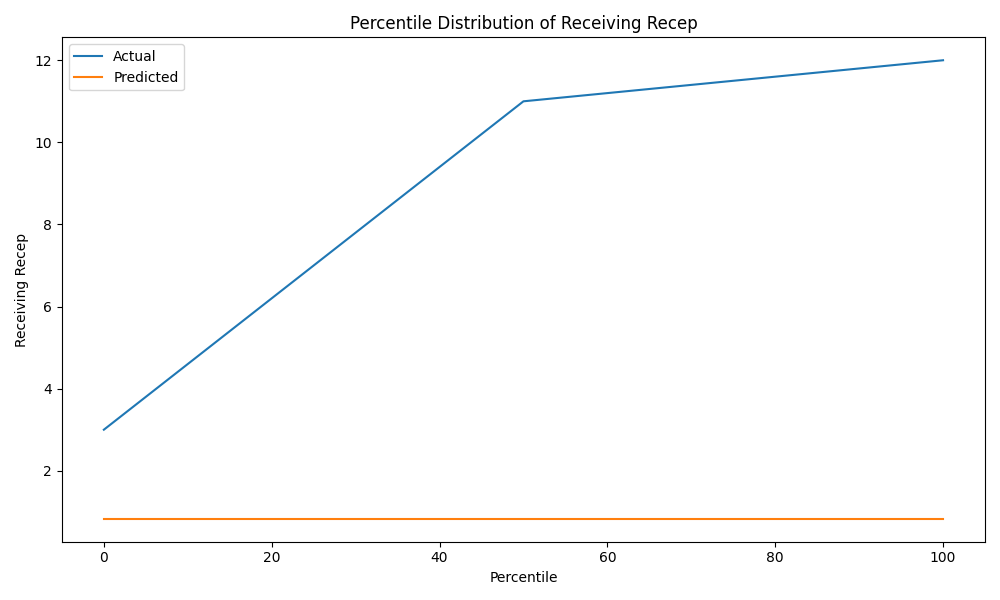 Percentile Distribution of Receiving Recep
Actual
Predicted
12
10
8
6
4
2
Receiving Recep
0 20 40 60 80 100
Percentile